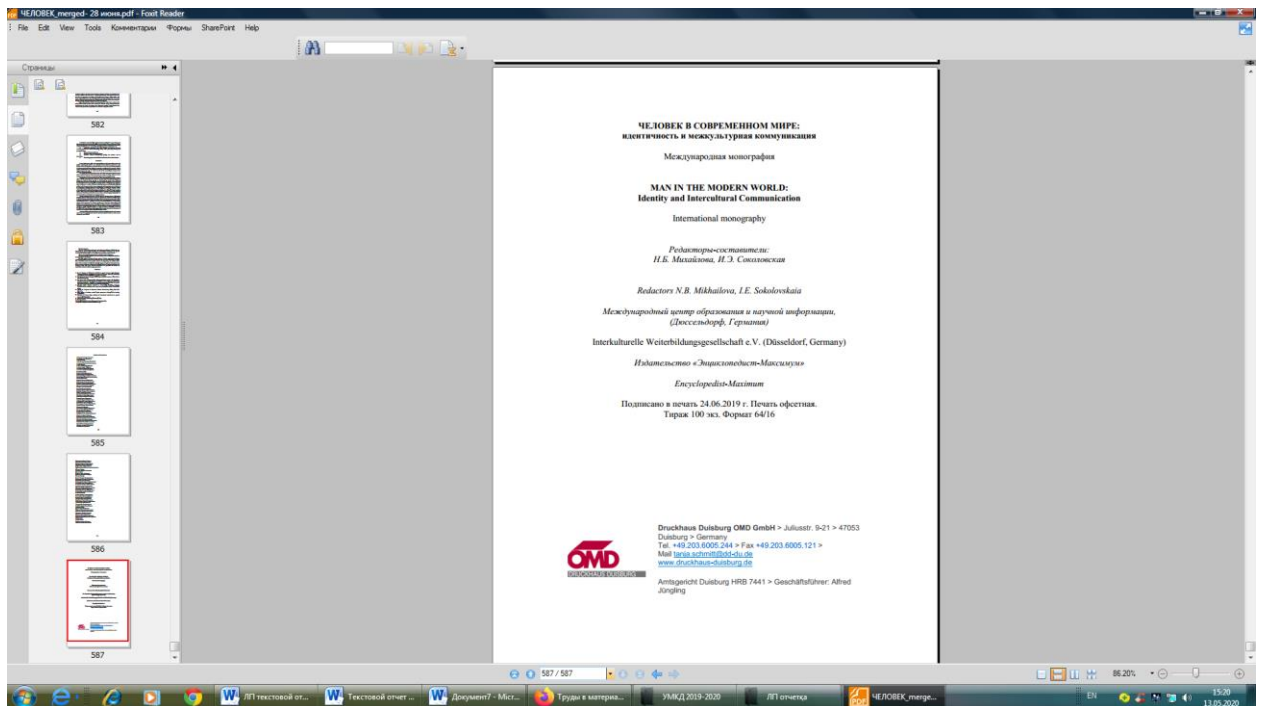 ЧЕЛОВЕК_merged- 28 июня.pdf - Foxit Reader
File Edit View Tools Комментарии Формы SharePoint Help
Страницы
582
583
584
585
586
587
ЧЕЛОВЕК В СОВРЕМЕННОМ МИРЕ:
идентичность и межкультурная коммуникация
Международная монография
MAN IN THE MODERN WORLD:
Identity and Intercultural Communication
International monography
Редакторы-составители:
Н.Б. Михайлова, И.Э. Соколовская
Redactors N.B. Mikhailova, I.E. Sokolovskaia
Международный центр образования и научной информации,
(Дюссельдорф, Германия)
Interkulturelle Weiterbildungsgesellschaft e.V. (Düsseldorf, Germany)
Издательство «Энциклопедист-Максимум»
Encyclopedist-Maximum
Подписано в печать 24.06.2019 г. Печать офсетная.
Тираж 100 экз. Формат 64/16
OMD
DRUCKHAUS DUISBURG
Druckhaus Duisburg OMD GmbH > Juliusstr. 9-21 > 47053
Duisburg > Germany
Tel. +49.203.6005.244 > Fax +49.203.6005.121 >
Mail tanja.schmitt@dd-du.de
www.druckhaus-duisburg.de
Amtsgericht Duisburg HRB 7441 > Geschäftsführer: Alfred
Jüngling
587 / 587
86.20%
ЛП текстовой от...
Текстовой отчет ...
Документ7 - Micr...
Труды в материа...
УМКД 2019-2020
ЛП отчетка
ЧЕЛОВЕК_merge...
EN
15:20
13.05.2020